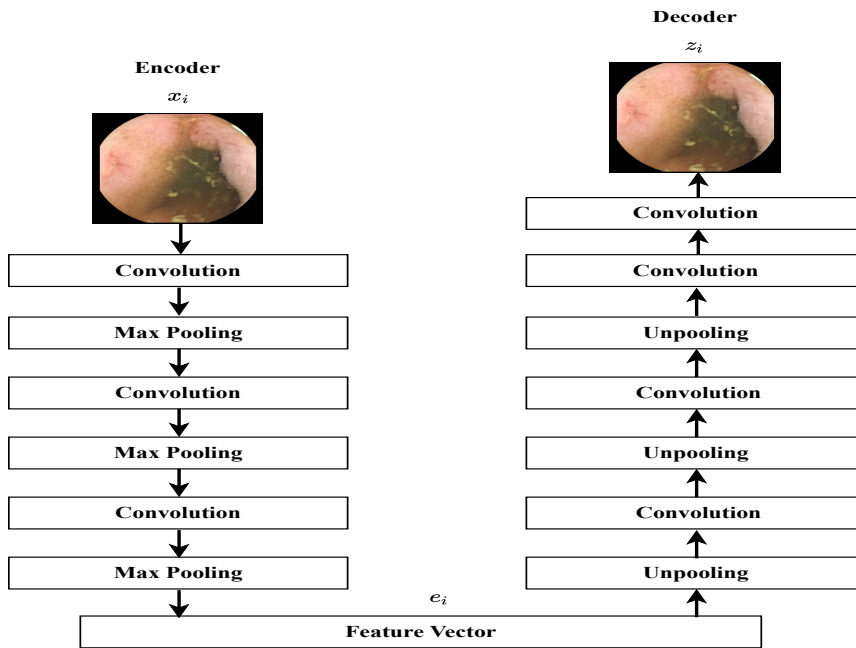 Encoder
x_i
Convolution
Max Pooling
Convolution
Max Pooling
Convolution
Max Pooling
e_i
Feature Vector
Decoder
z_i
Convolution
Convolution
Unpooling
Convolution
Unpooling
Convolution
Unpooling